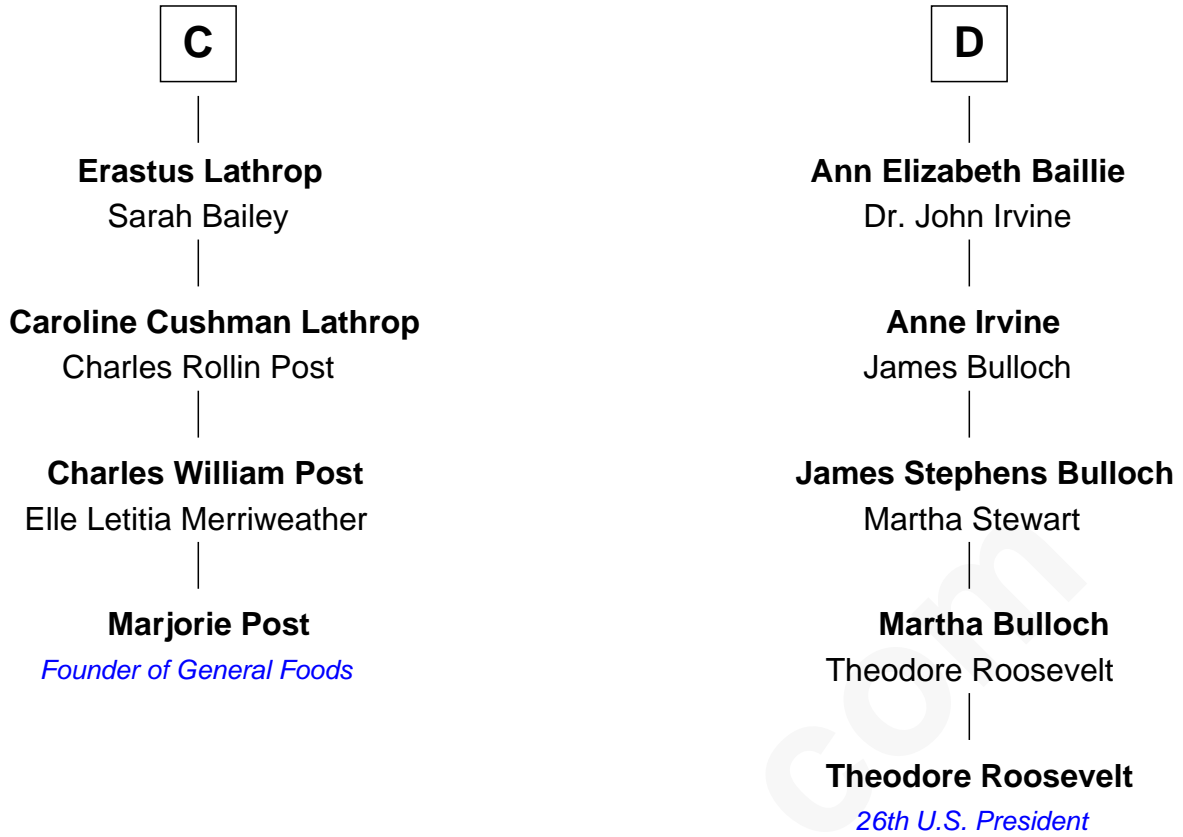 C
Erastus Lathrop
Sarah Bailey
Caroline Cushman Lathrop
Charles Rollin Post
Charles William Post
Elle Letitia Merriweather
Marjorie Post
Founder of General Foods
D
Ann Elizabeth Baillie
Dr. John Irvine
Anne Irvine
James Bulloch
James Stephens Bulloch
Martha Stewart
Martha Bulloch
Theodore Roosevelt
Theodore Roosevelt
26th U.S. President
com